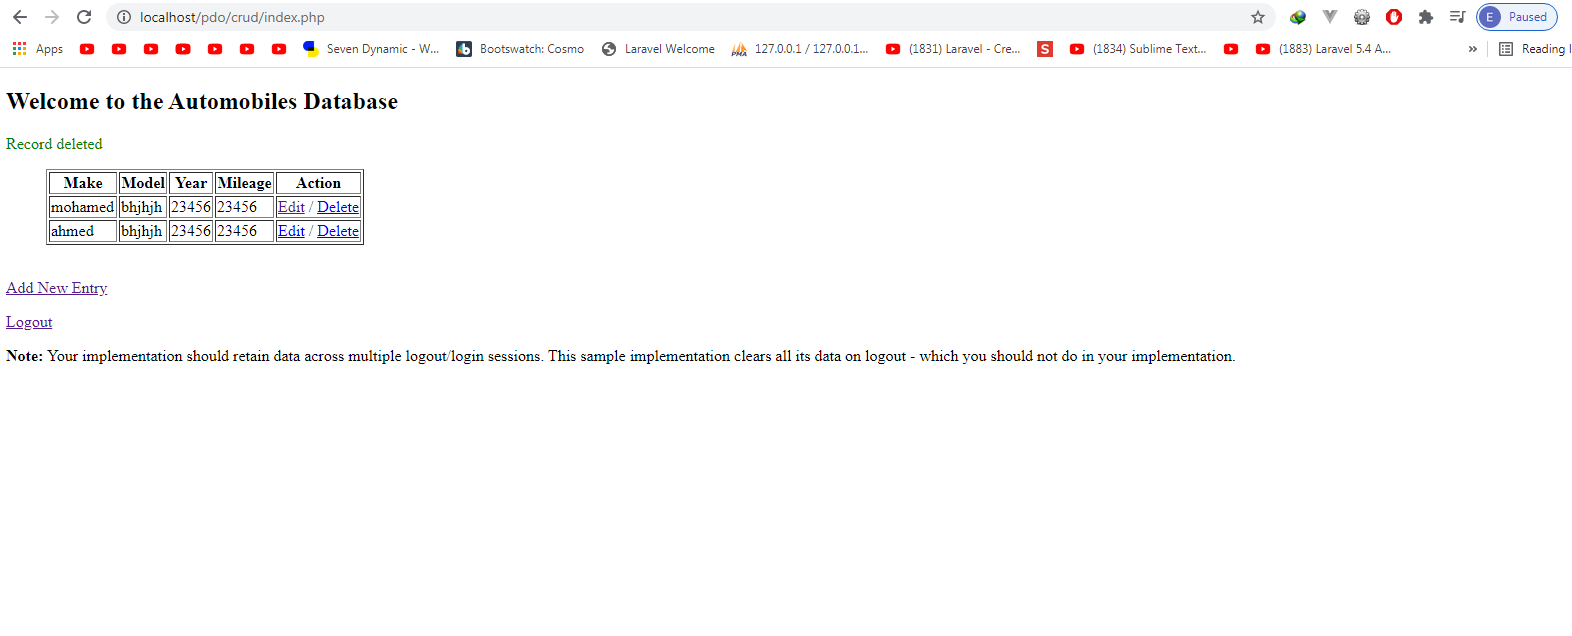 localhost/pdo/crud/index.php
E Paused
Apps Seven Dynamic - W... Bootswatch: Cosmo Laravel Welcome PMA 127.0.0.1 / 127.0.0.1... (1831) Laravel - Cre... S (1834) Sublime Text... (1883) Laravel 5.4 A... » Reading
Welcome to the Automobiles Database
Record deleted
Make Model Year Mileage Action
mohamed bhjhjh 23456 23456 Edit / Delete
ahmed bhjhjh 23456 23456 Edit / Delete
Add New Entry
Logout
Note: Your implementation should retain data across multiple logout/login sessions. This sample implementation clears all its data on logout - which you should not do in your implementation.